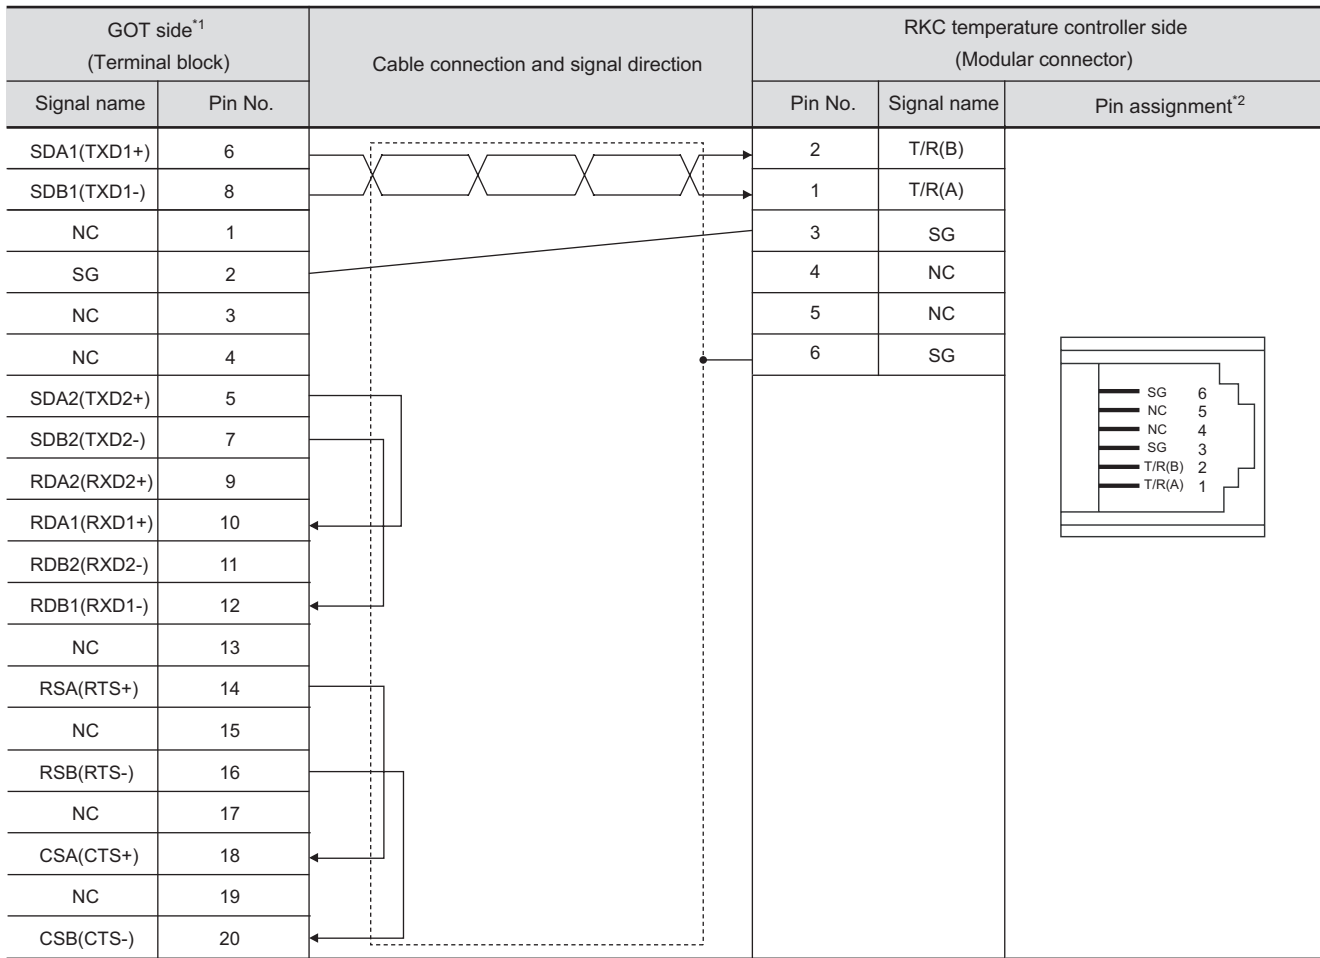 GOT side*1
(Terminal block)
Cable connection and signal direction
RKC temperature controller side
(Modular connector)
Signal name Pin No. Pin No. Signal name Pin assignment*2
SDA1(TXD1+) 6 2 T/R(B)
SDB1(TXD1-) 8 1 T/R(A)
NC 1 3 SG
SG 2 4 NC
NC 3 5 NC
NC 4 6 SG
SDA2(TXD2+) 5
SDB2(TXD2-) 7
RDA2(RXD2+) 9
RDA1(RXD1+) 10
RDB2(RXD2-) 11
RDB1(RXD1-) 12
NC 13
RSA(RTS+) 14
NC 15
RSB(RTS-) 16
NC 17
CSA(CTS+) 18
NC 19
CSB(CTS-) 20
SG 6
NC 5
NC 4
SG 3
T/R(B) 2
T/R(A) 1